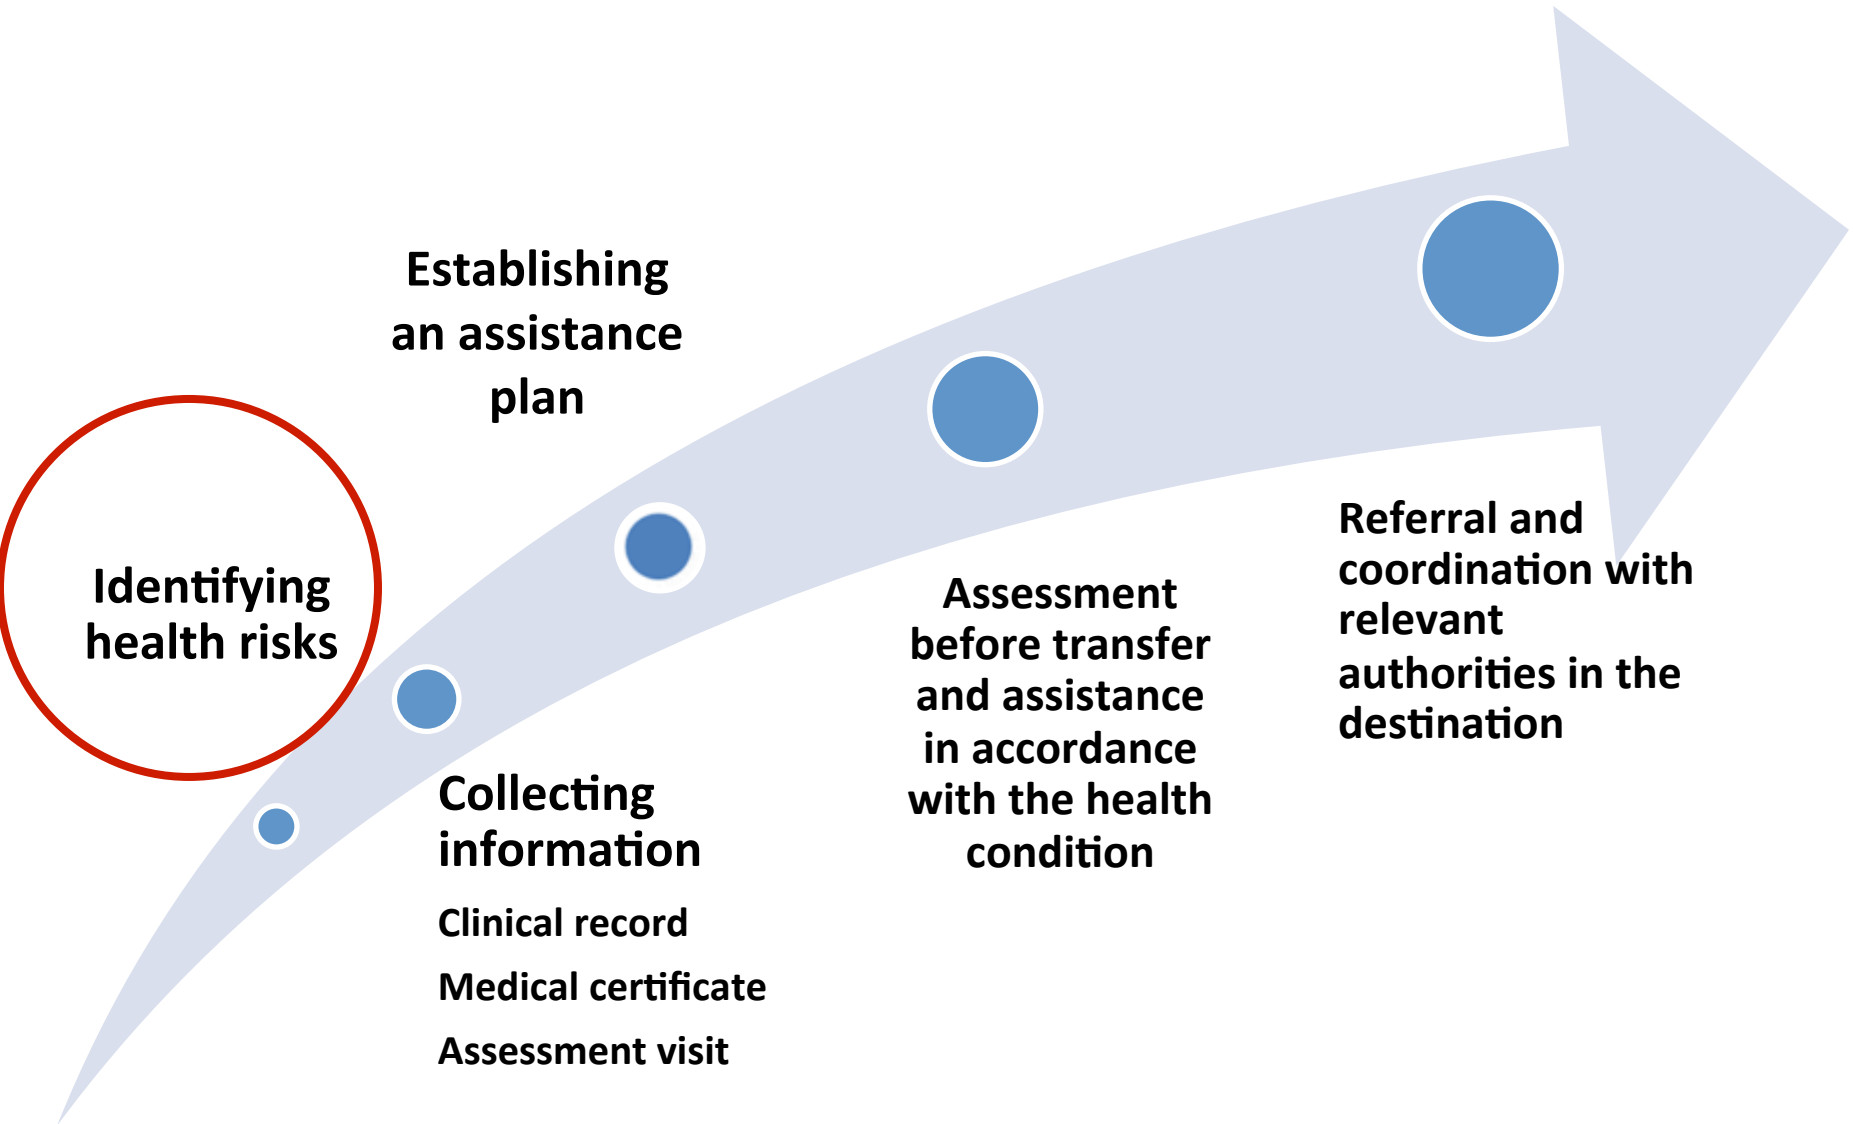 Identifying
health risks
Collecting
information
Clinical record
Medical certificate
Assessment visit
Establishing
an assistance
plan
Assessment
before transfer
and assistance
in accordance
with the health
condition
Referral and
coordination with
relevant
authorities in the
destination